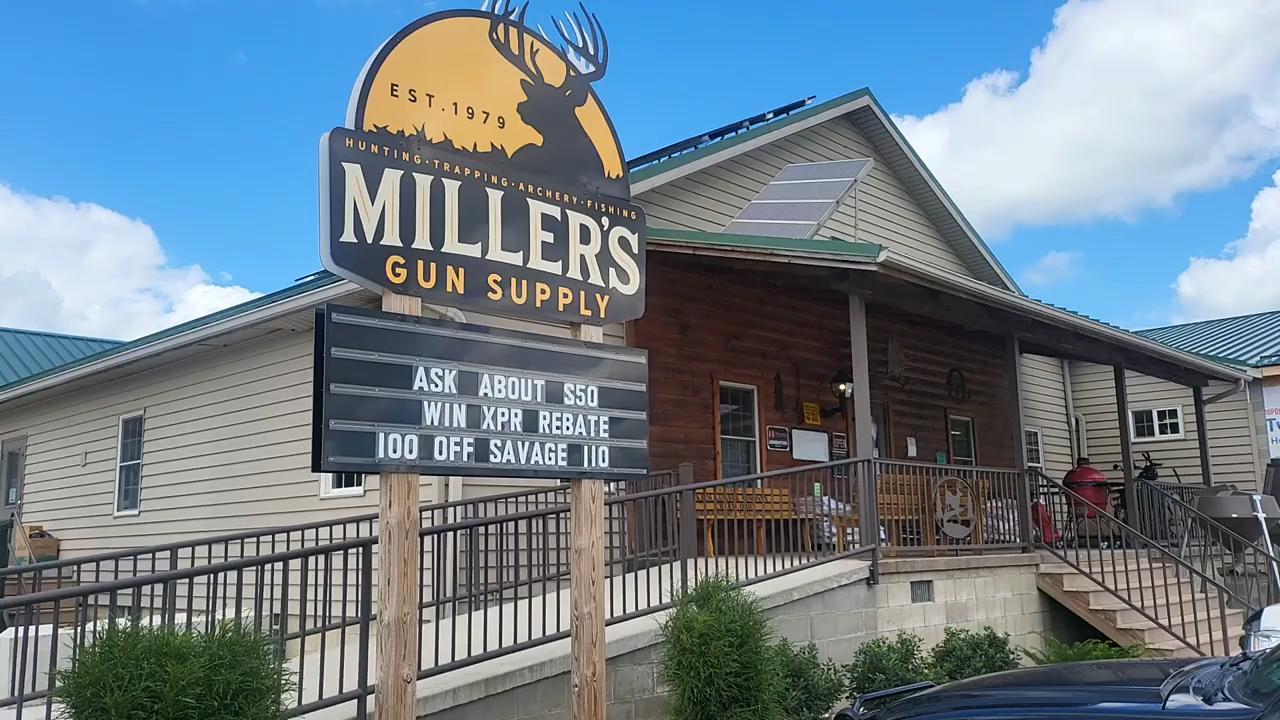 EST.1979
HUNTING·TRAPPING·ARCHERY·FISHING
MILLER'S
GUN SUPPLY
ASK ABOUT $50
WIN XPR REBATE
100 OFF SAVAGE 110